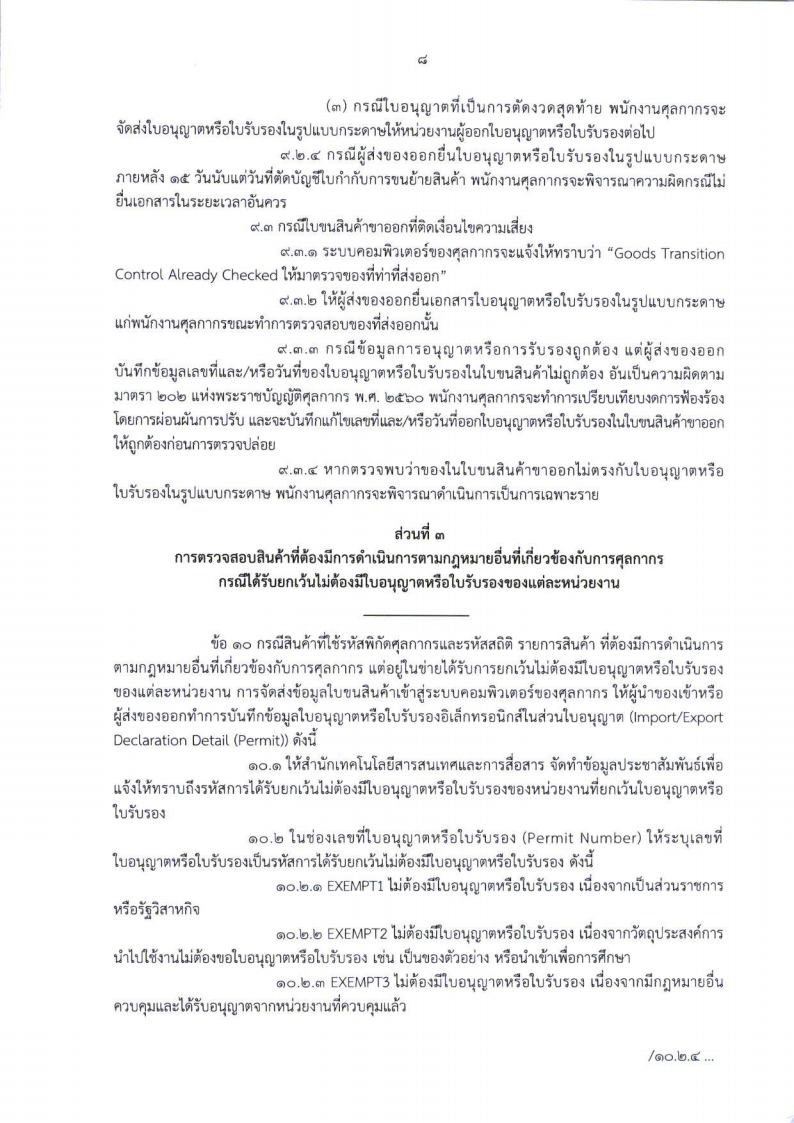 ๘
(๓) กรณีใบอนุญาตที่เป็นการตัดงวดสุดท้าย พนักงานศุลกากรจะ
จัดส่งใบอนุญาตหรือใบรับรองในรูปแบบกระดาษให้หน่วยงานผู้ออกใบอนุญาตหรือใบรับรองต่อไป
๙.๒.๔ กรณีผู้ส่งของออกยื่นใบอนุญาตหรือใบรับรองในรูปแบบกระดาษ
ภายหลัง ๑๕ วันนับแต่วันที่ตัดบัญชีใบกำกับการขนย้ายสินค้า พนักงานศุลกากรจะพิจารณาความผิดกรณีไม่
ยื่นเอกสารในระยะเวลาอันควร
๙.๓ กรณีใบขนสินค้าขาออกที่ติดเงื่อนไขความเสี่ยง
๙.๓.๑ ระบบคอมพิวเตอร์ของศุลกากรจะแจ้งให้ทราบว่า “Goods Transition
Control Already Checked ให้มาตรวจของที่ท่าที่ส่งออก”
๙.๓.๒ ให้ผู้ส่งของออกยื่นเอกสารใบอนุญาตหรือใบรับรองในรูปแบบกระดาษ
แก่พนักงานศุลกากรขณะทำการตรวจสอบของที่ส่งออกนั้น
๙.๓.๓ กรณีข้อมูลการอนุญาตหรือการรับรองถูกต้อง แต่ผู้ส่งของออก
บันทึกข้อมูลเลขที่และ/หรือวันที่ของใบอนุญาตหรือใบรับรองในใบขนสินค้าไม่ถูกต้อง อันเป็นความผิดตาม
มาตรา ๒๐๒ แห่งพระราชบัญญัติศุลกากร พ.ศ. ๒๕๖๐ พนักงานศุลกากรจะทำการเปรียบเทียบงดการฟ้องร้อง
โดยการผ่อนผันการปรับ และจะบันทึกแก้ไขเลขที่และ/หรือวันที่ออกใบอนุญาตหรือใบรับรองในใบขนสินค้าขาออก
ให้ถูกต้องก่อนการตรวจปล่อย
๙.๓.๔ หากตรวจพบว่าของในใบขนสินค้าขาออกไม่ตรงกับใบอนุญาตหรือ
ใบรับรองในรูปแบบกระดาษ พนักงานศุลกากรจะพิจารณาดำเนินการเป็นการเฉพาะราย
ส่วนที่ ๓
การตรวจสอบสินค้าที่ต้องมีการดำเนินการตามกฎหมายอื่นที่เกี่ยวข้องกับการศุลกากร
กรณีได้รับยกเว้นไม่ต้องมีใบอนุญาตหรือใบรับรองของแต่ละหน่วยงาน
ข้อ ๑๐ กรณีสินค้าที่ใช้รหัสพิกัดศุลกากรและรหัสสถิติ รายการสินค้า ที่ต้องมีการดำเนินการ
ตามกฎหมายอื่นที่เกี่ยวข้องกับการศุลกากร แต่อยู่ในข่ายได้รับการยกเว้นไม่ต้องมีใบอนุญาตหรือใบรับรอง
ของแต่ละหน่วยงาน การจัดส่งข้อมูลใบขนสินค้าเข้าสู่ระบบคอมพิวเตอร์ของศุลกากร ให้ผู้นำของเข้าหรือ
ผู้ส่งของออกทำการบันทึกข้อมูลใบอนุญาตหรือใบรับรองอิเล็กทรอนิกส์ในส่วนใบอนุญาต (Import/Export
Declaration Detail (Permit)) ดังนี้
๑๐.๑ ให้สำนักเทคโนโลยีสารสนเทศและการสื่อสาร จัดทำข้อมูลประชาสัมพันธ์เพื่อ
แจ้งให้ทราบถึงรหัสการได้รับยกเว้นไม่ต้องมีใบอนุญาตหรือใบรับรองของหน่วยงานที่ยกเว้นใบอนุญาตหรือ
ใบรับรอง
๑๐.๒ ในช่องเลขที่ใบอนุญาตหรือใบรับรอง (Permit Number) ให้ระบุเลขที่
ใบอนุญาตหรือใบรับรองเป็นรหัสการได้รับยกเว้นไม่ต้องมีใบอนุญาตหรือใบรับรอง ดังนี้
๑๐.๒.๑ EXEMPT1 ไม่ต้องมีใบอนุญาตหรือใบรับรอง เนื่องจากเป็นส่วนราชการ
หรือรัฐวิสาหกิจ
๑๐.๒.๒ EXEMPT2 ไม่ต้องมีใบอนุญาตหรือใบรับรอง เนื่องจากวัตถุประสงค์การ
นำไปใช้งานไม่ต้องขอใบอนุญาตหรือใบรับรอง เช่น เป็นของตัวอย่าง หรือนำเข้าเพื่อการศึกษา
๑๐.๒.๓ EXEMPT3 ไม่ต้องมีใบอนุญาตหรือใบรับรอง เนื่องจากมีกฎหมายอื่น
ควบคุมและได้รับอนุญาตจากหน่วยงานที่ควบคุมแล้ว
/๑๐.๒.๔ ...